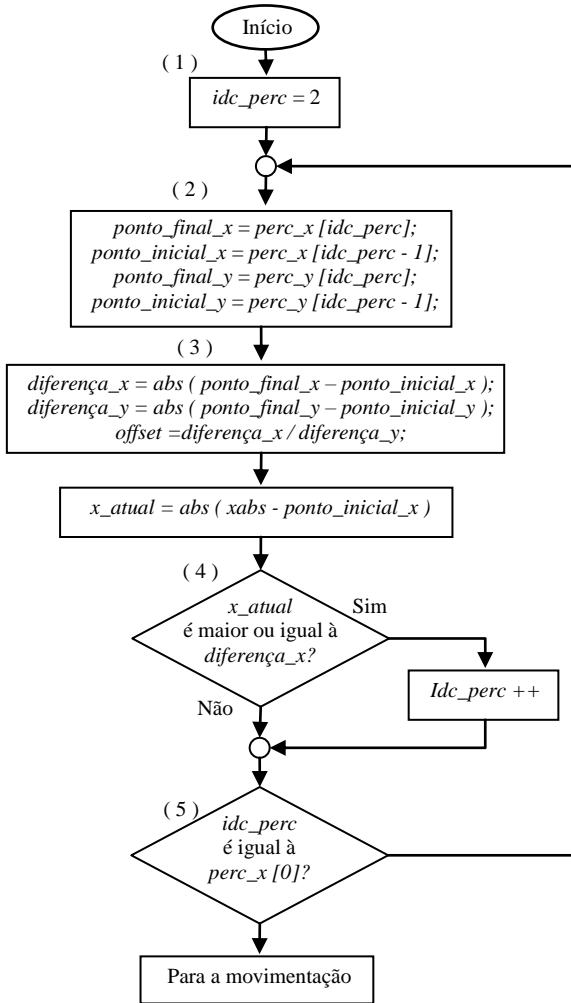 Início
( 1 )
idc_perc = 2
( 2 )
ponto_final_x = perc_x [idc_perc];
ponto_inicial_x = perc_x [idc_perc - 1];
ponto_final_y = perc_y [idc_perc];
ponto_inicial_y = perc_y [idc_perc - 1];
( 3 )
diferença_x = abs ( ponto_final_x – ponto_inicial_x );
diferença_y = abs ( ponto_final_y – ponto_inicial_y );
offset =diferença_x / diferença_y;
x_atual = abs ( xabs - ponto_inicial_x )
( 4 )
x_atual
é maior ou igual à
diferença_x?
Sim
Idc_perc ++
Não
( 5 )
idc_perc
é igual à
perc_x [0]?
Para a movimentação